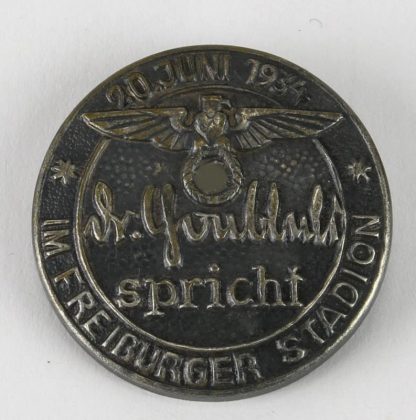 20. JUNI 1934
Dr. Goebbels
spricht
IM FREIBURGER STADION